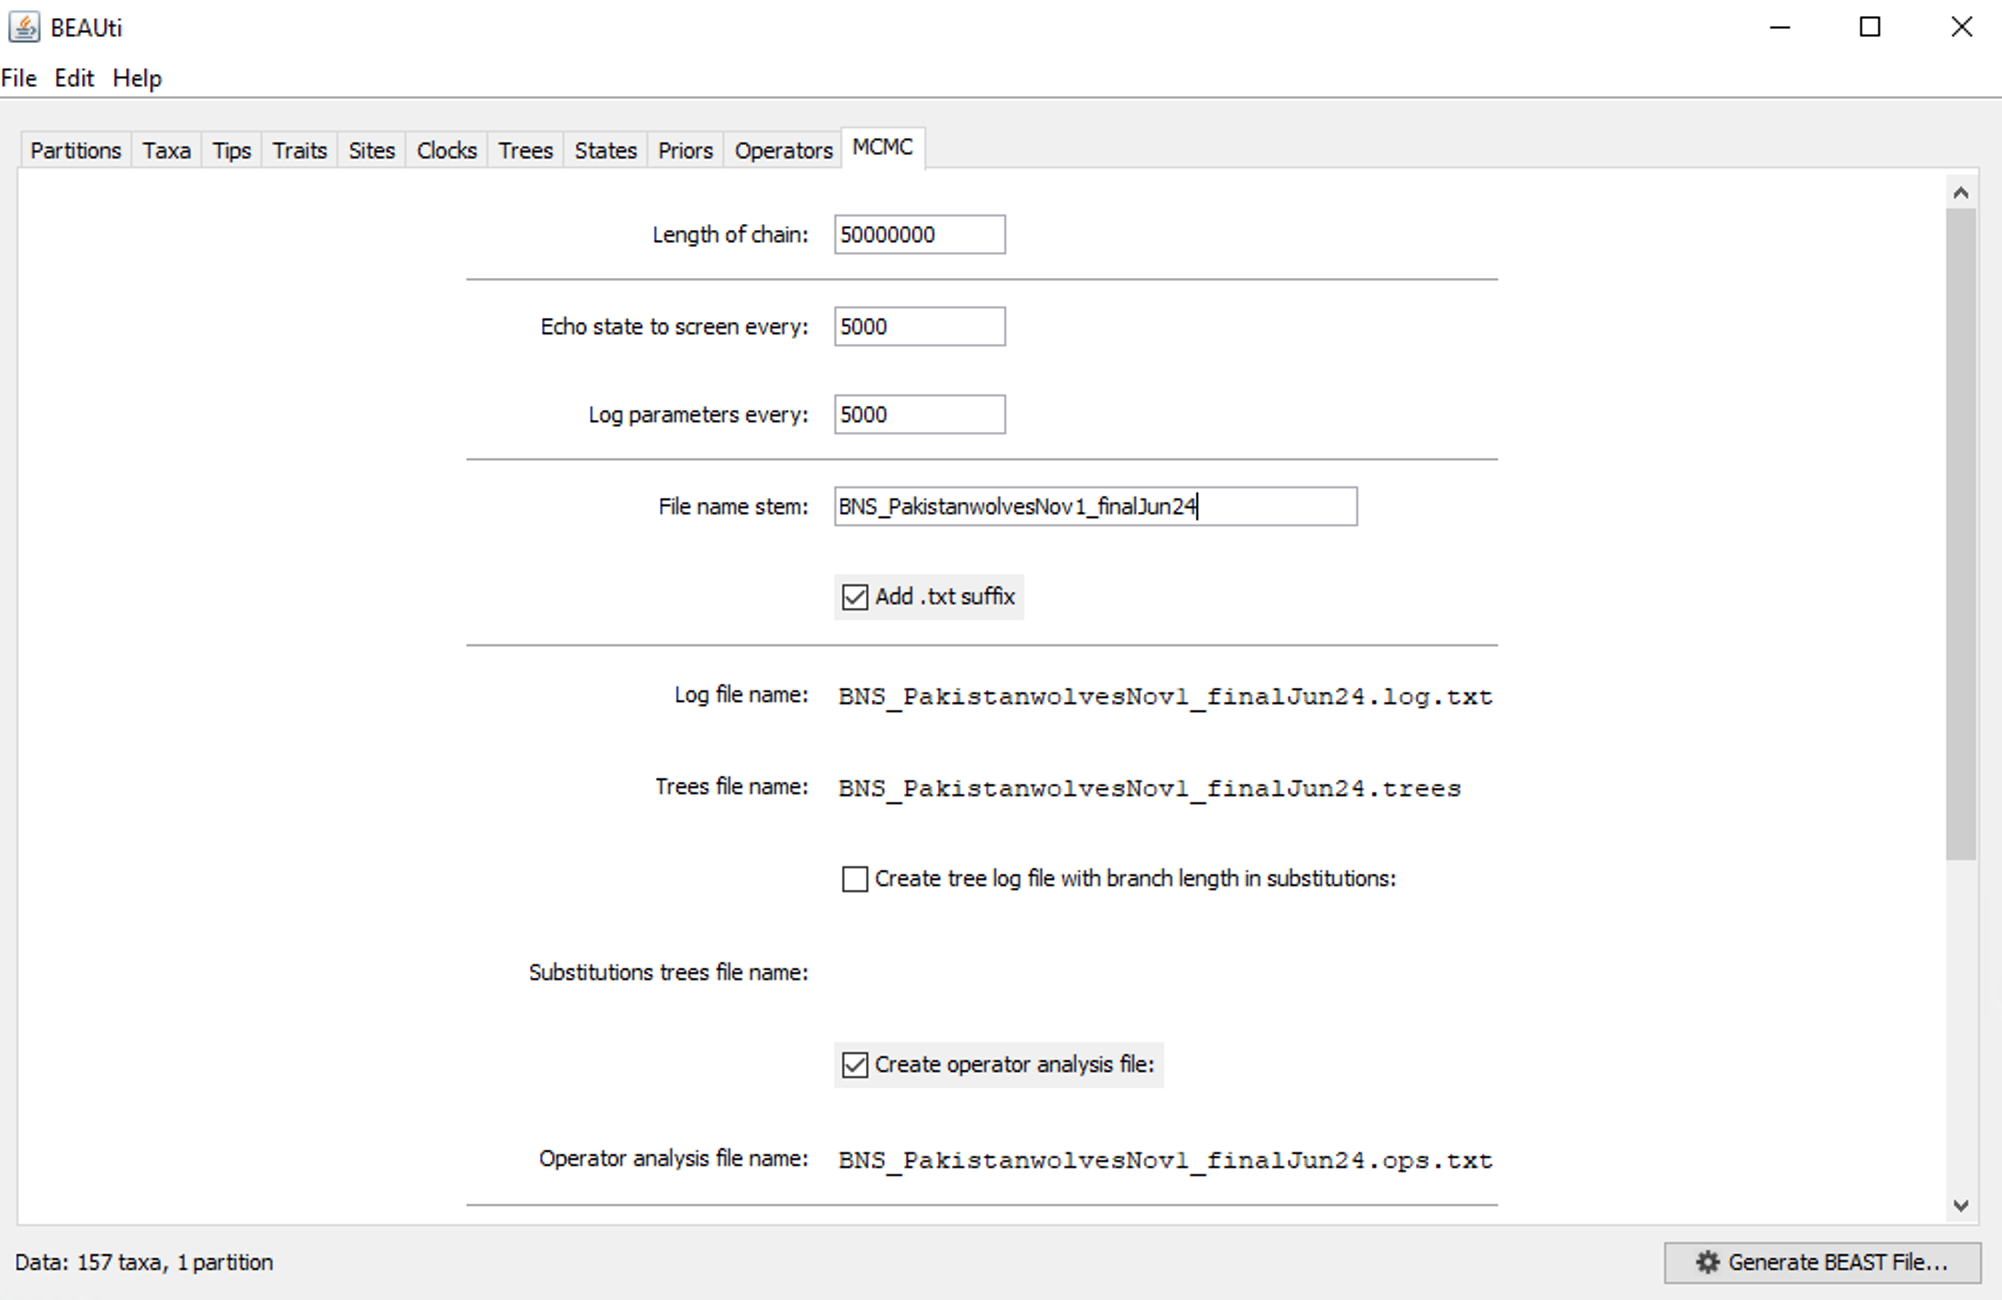 BEAUti
File Edit Help
Partitions Taxa Tips Traits Sites Clocks Trees States Priors Operators MCMC
Length of chain: 50000000
Echo state to screen every: 5000
Log parameters every: 5000
File name stem: BNS_PakistanwolvesNov1_finalJun24
Add .txt suffix
Log file name: BNS_PakistanwolvesNov1_finalJun24.log.txt
Trees file name: BNS_PakistanwolvesNov1_finalJun24.trees
Create tree log file with branch length in substitutions:
Substitutions trees file name:
Create operator analysis file:
Operator analysis file name: BNS_PakistanwolvesNov1_finalJun24.ops.txt
Data: 157 taxa, 1 partition Generate BEAST File...